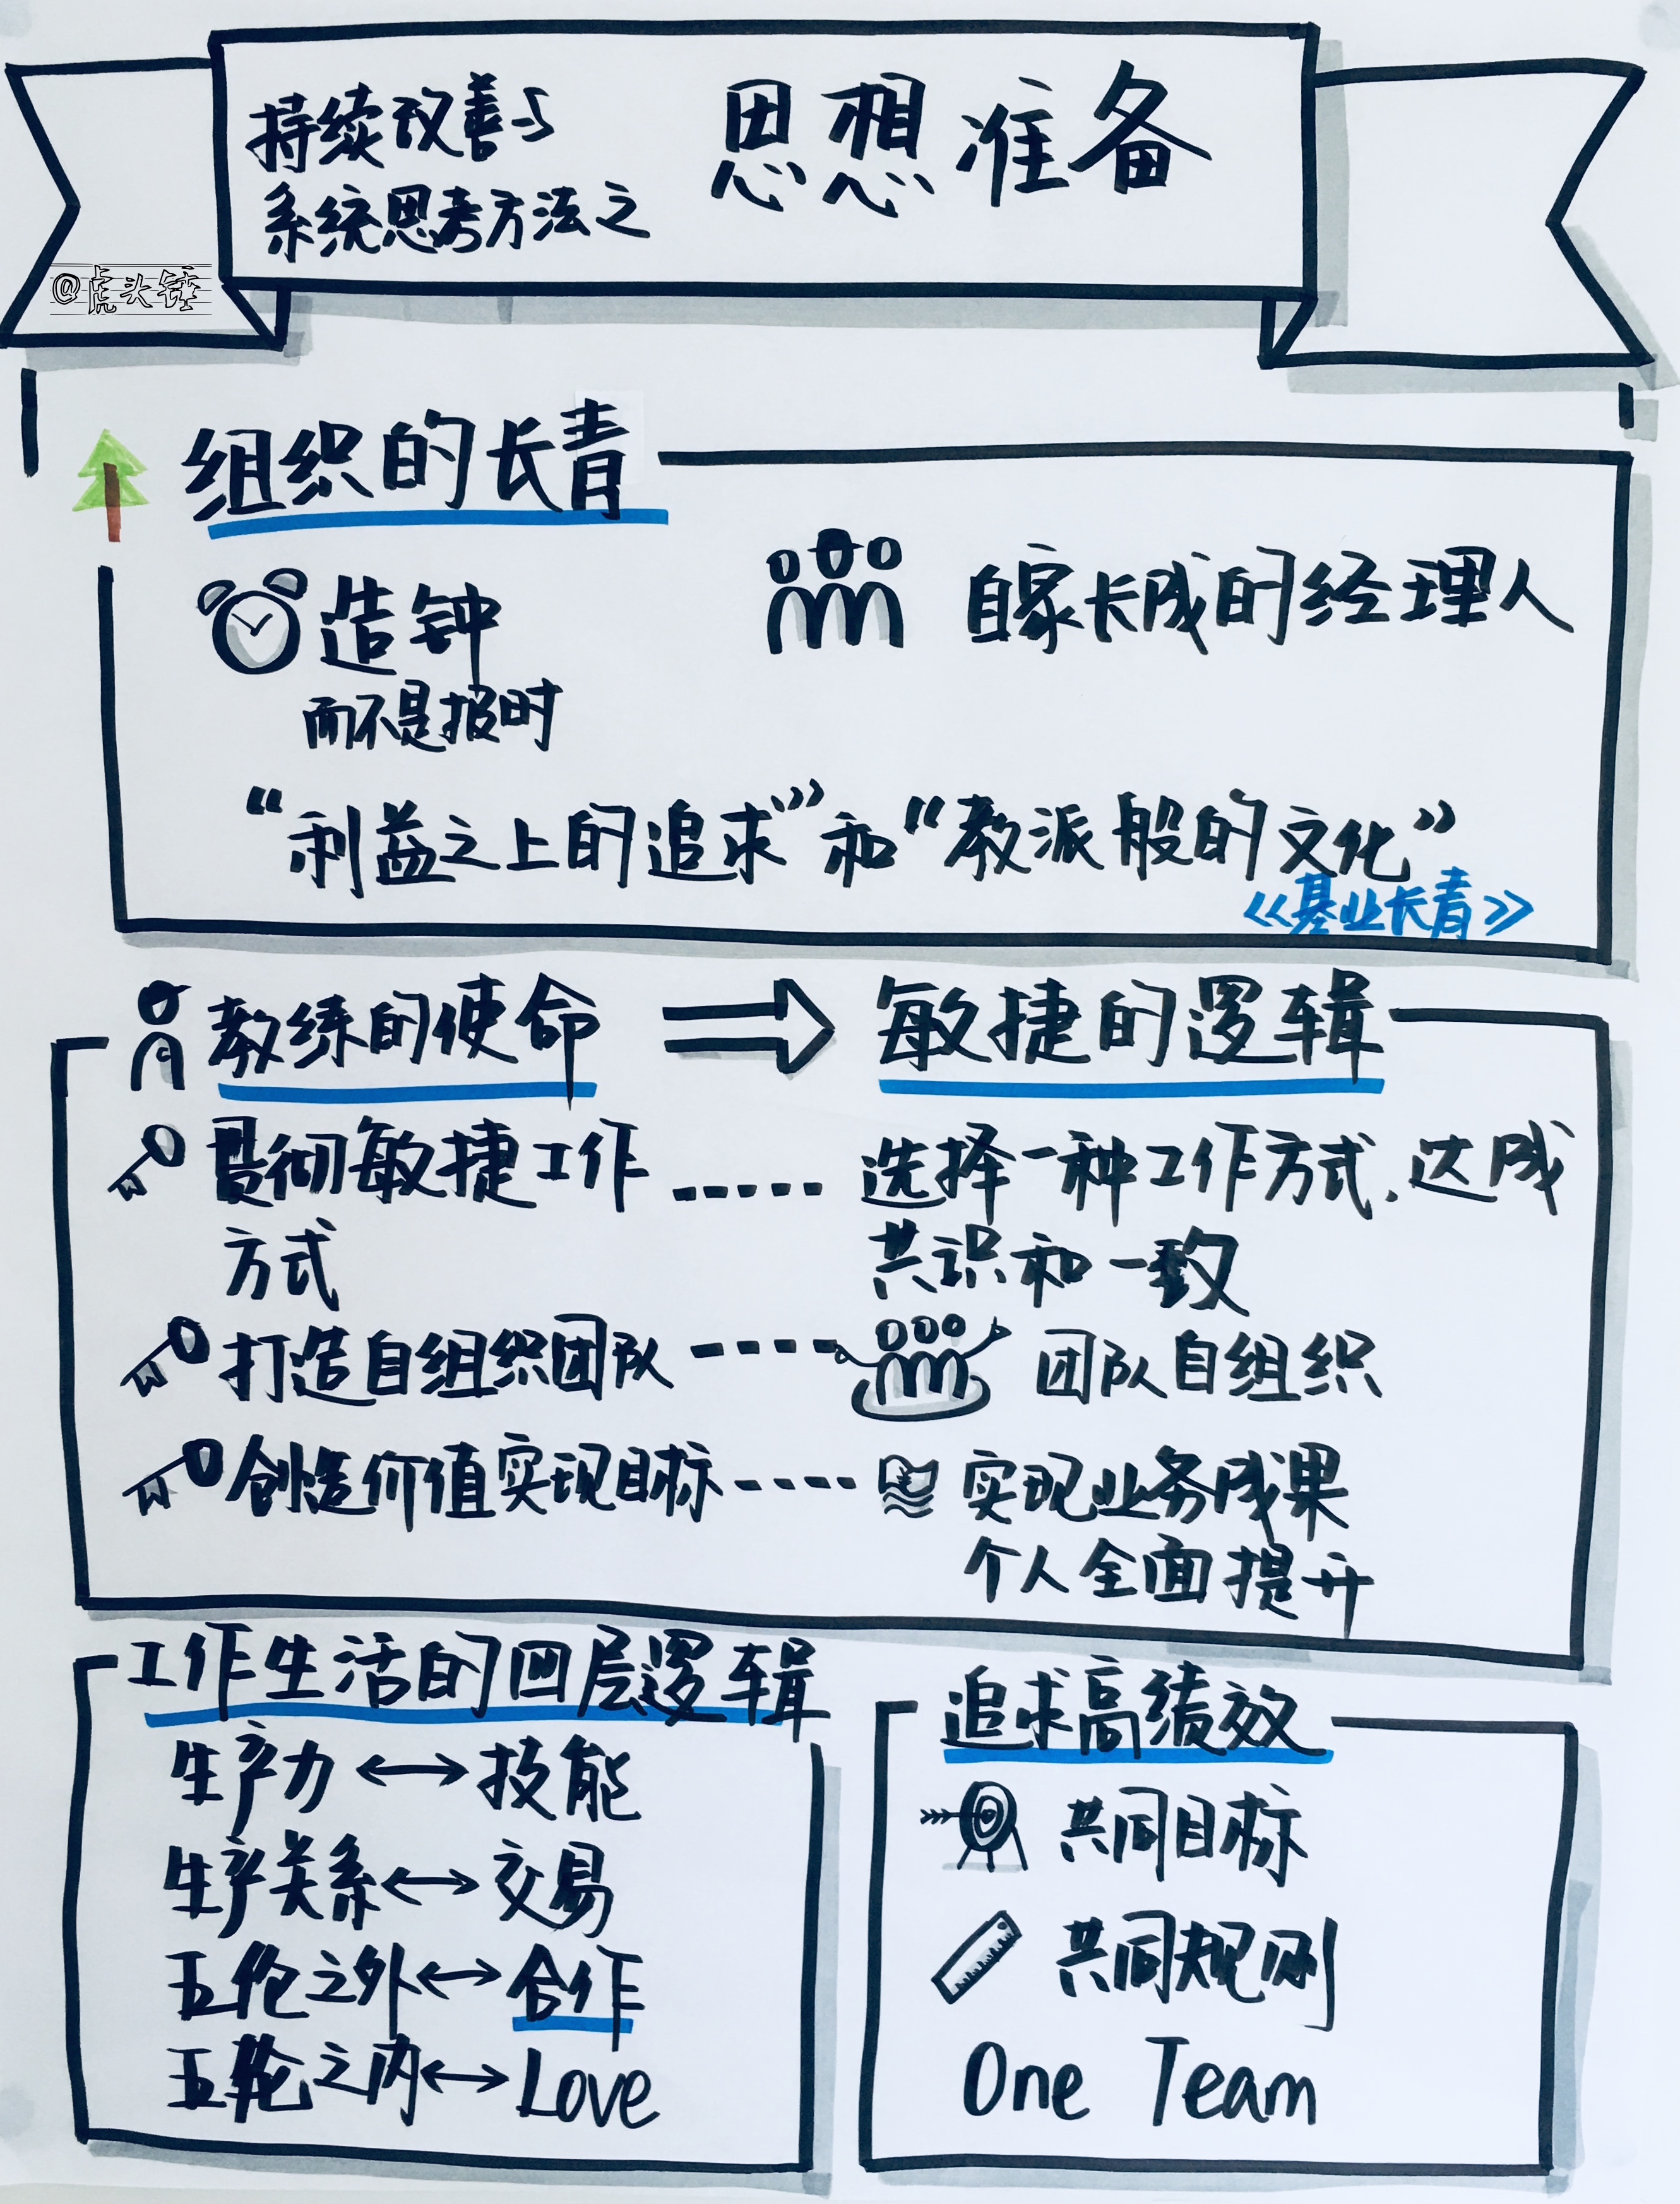 持续改善与
系统思考方法之
思想准备
@虎头锤
组织的长青
造钟
而不是报时
自家长成的经理人
“利益之上的追求”和“教派般的文化”
《基业长青》
教练的使命
敏捷的逻辑
贯彻敏捷工作
方式
选择一种工作方式,达成
共识和一致
打造自组织团队
团队自组织
创造价值实现目标
实现业务成果
个人全面提升
工作生活的四层逻辑
生产力↔技能
生产关系↔交易
五伦之外↔合作
五轮之内↔Love
追求高绩效
共同目标
共同规则
One Team